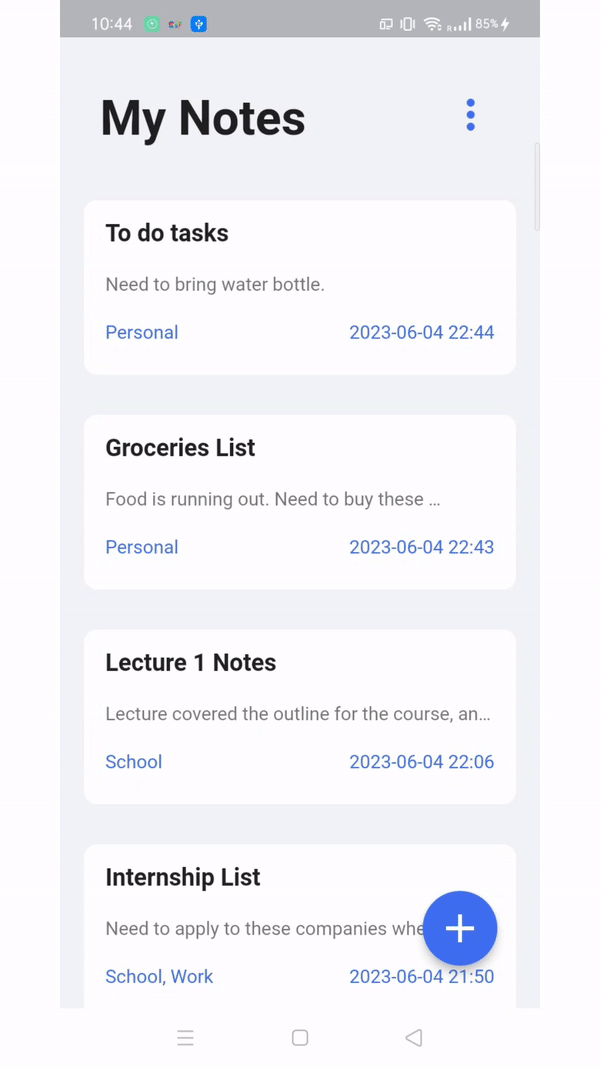 10:44
R
85%
My Notes
To do tasks
Need to bring water bottle.
Personal 2023-06-04 22:44
Groceries List
Food is running out. Need to buy these ...
Personal 2023-06-04 22:43
Lecture 1 Notes
Lecture covered the outline for the course, an...
School 2023-06-04 22:06
Internship List
Need to apply to these companies whe
School, Work 2023-06-04 21:50